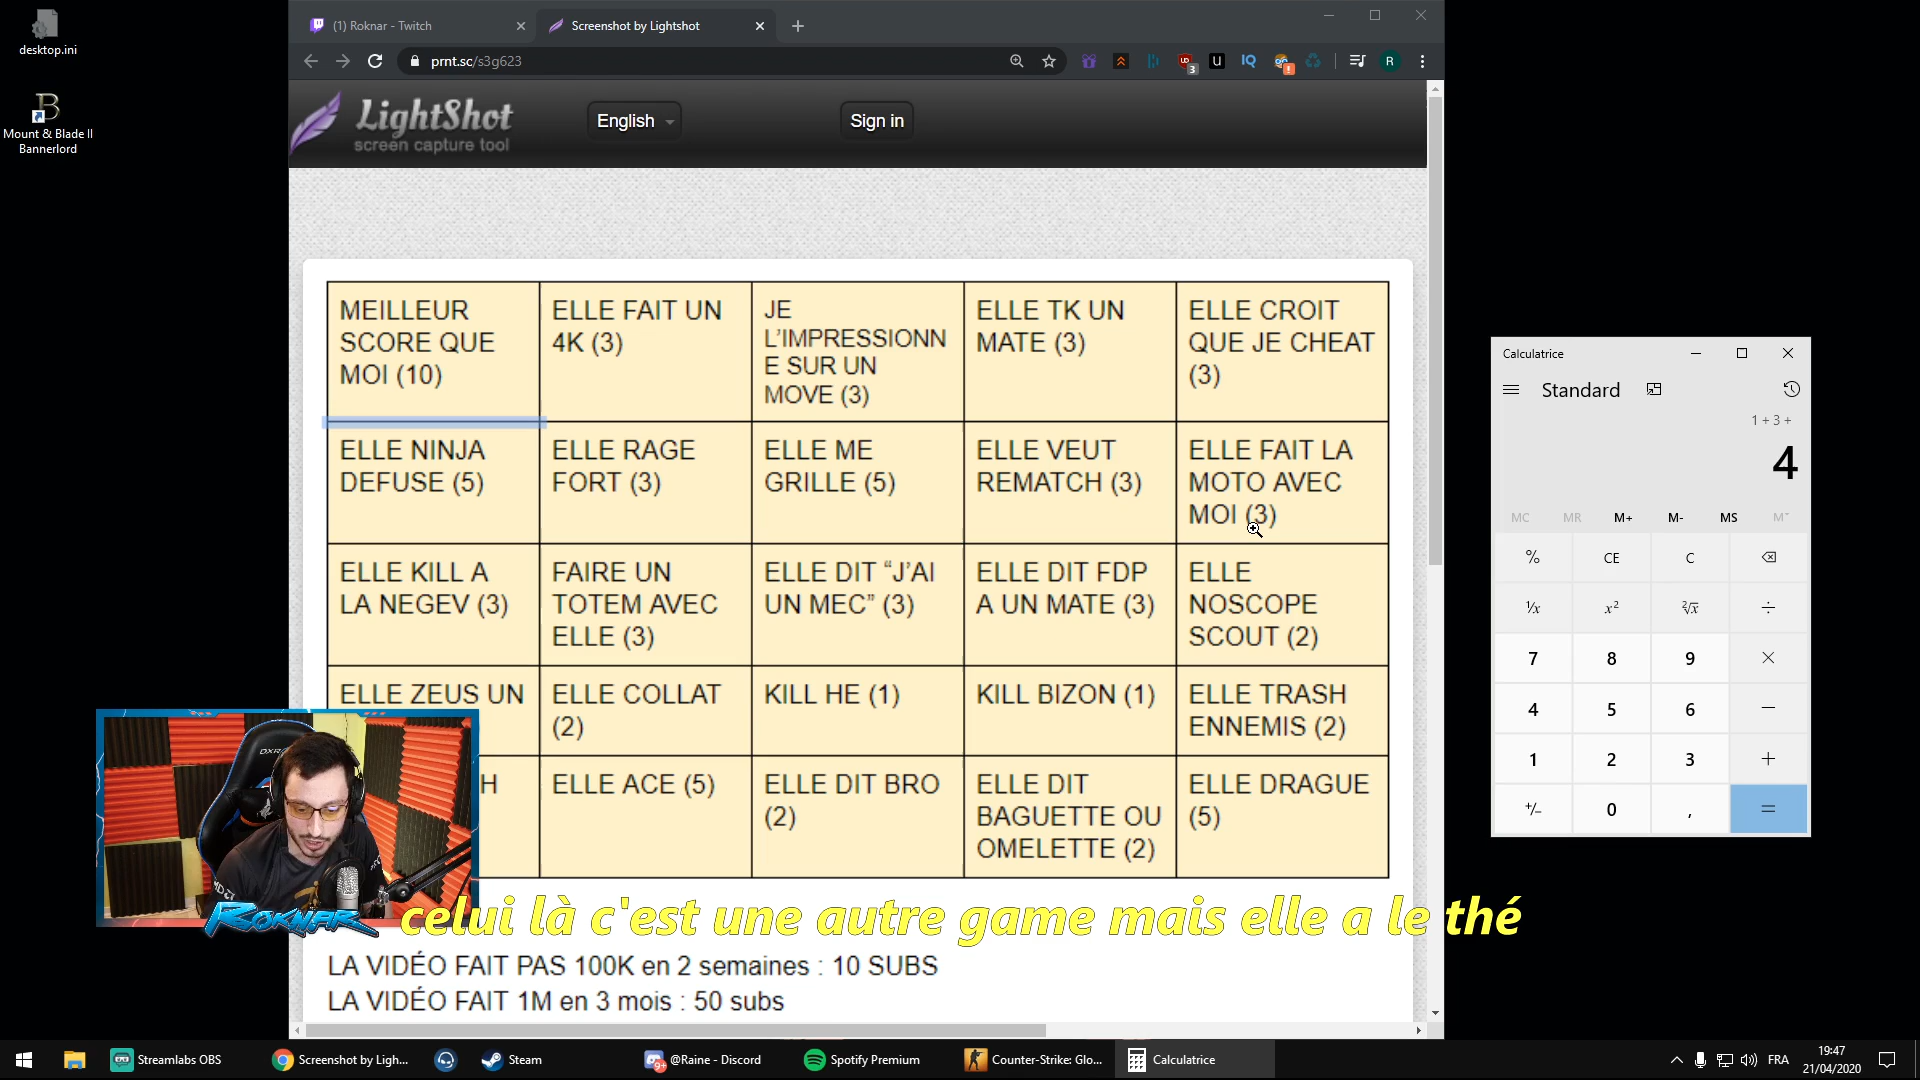 desktop.ini
Mount & Blade II
Bannerlord
(1) Roknar - Twitch
Screenshot by Lightshot
prnt.sc/s3g623
LightShot
screen capture tool
English
Sign in
MEILLEUR
SCORE QUE
MOI (10)
ELLE FAIT UN
4K (3)
JE
L'IMPRESSIONN
E SUR UN
MOVE (3)
ELLE TK UN
MATE (3)
ELLE CROIT
QUE JE CHEAT
(3)
ELLE NINJA
DEFUSE (5)
ELLE RAGE
FORT (3)
ELLE ME
GRILLE (5)
ELLE VEUT
REMATCH (3)
ELLE FAIT LA
MOTO AVEC
MOI (3)
ELLE KILL A
LA NEGEV (3)
FAIRE UN
TOTEM AVEC
ELLE (3)
ELLE DIT “J’AI
UN MEC” (3)
ELLE DIT FDP
A UN MATE (3)
ELLE
NOSCOPE
SCOUT (2)
ELLE ZEUS UN
ELLE COLLAT
(2)
KILL HE (1)
KILL BIZON (1)
ELLE TRASH
ENNEMIS (2)
H
ELLE ACE (5)
ELLE DIT BRO
(2)
ELLE DIT
BAGUETTE OU
OMELETTE (2)
ELLE DRAGUE
(5)
ROKNAR
celui là c'est une autre game mais elle a le thé
LA VIDÉO FAIT PAS 100K en 2 semaines : 10 SUBS
LA VIDÉO FAIT 1M en 3 mois : 50 subs
Calculatrice
Standard
1 + 3 +
4
MC MR M+ M- MS M˅
% CE C
1/x x² ²√x ÷
7 8 9 ×
4 5 6 −
1 2 3 +
+/− 0 , =
Streamlabs OBS
Screenshot by Ligh...
Steam
@Raine - Discord
Spotify Premium
Counter-Strike: Glo...
Calculatrice
FRA
19:47
21/04/2020